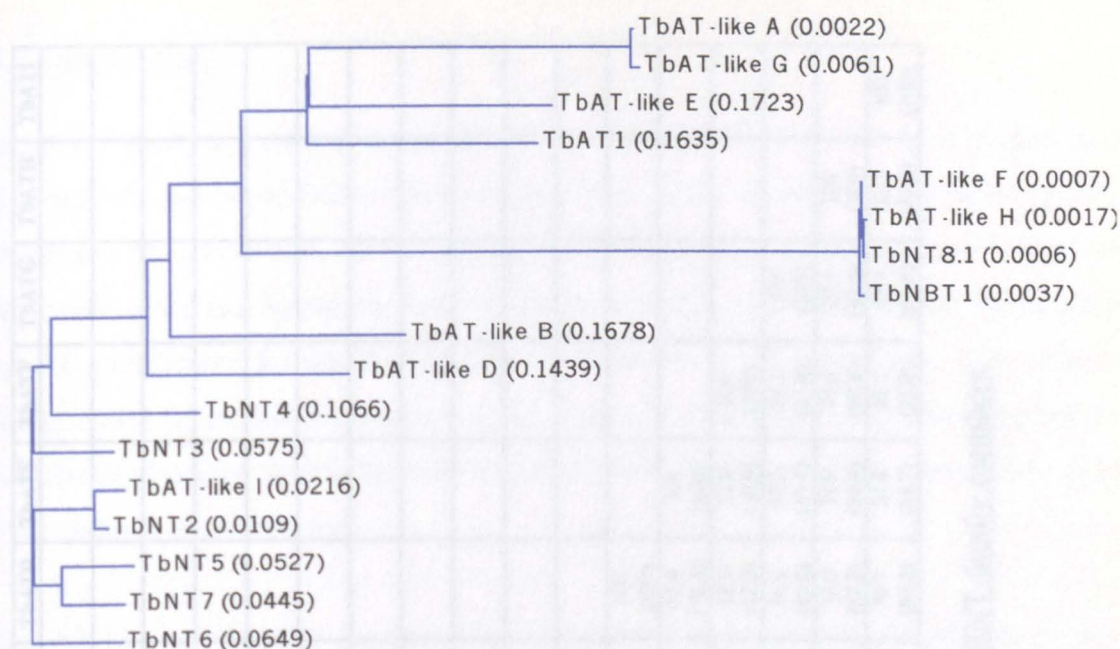 TbAT-like A (0.0022)
TbAT-like G (0.0061)
TbAT-like E (0.1723)
TbAT1 (0.1635)
TbAT-like F (0.0007)
TbAT-like H (0.0017)
TbNT8.1 (0.0006)
TbNBT1 (0.0037)
TbAT-like B (0.1678)
TbAT-like D (0.1439)
TbNT4 (0.1066)
TbNT3 (0.0575)
TbAT-like I (0.0216)
TbNT2 (0.0109)
TbNT5 (0.0527)
TbNT7 (0.0445)
TbNT6 (0.0649)